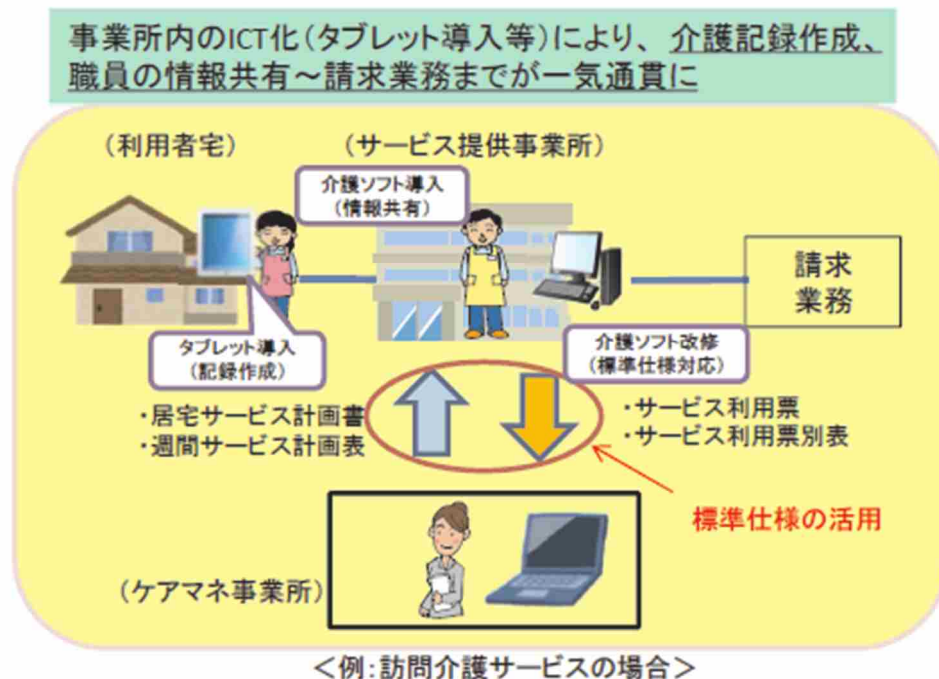 事業所内のICT化（タブレット導入等）により、介護記録作成、
職員の情報共有～請求業務までが一気通貫に
（利用者宅）
（サービス提供事業所）
介護ソフト導入
（情報共有）
請求
業務
タブレット導入
（記録作成）
介護ソフト改修
（標準仕様対応）
・居宅サービス計画書
・週間サービス計画表
・サービス利用票
・サービス利用票別表
標準仕様の活用
（ケアマネ事業所）
＜例：訪問介護サービスの場合＞